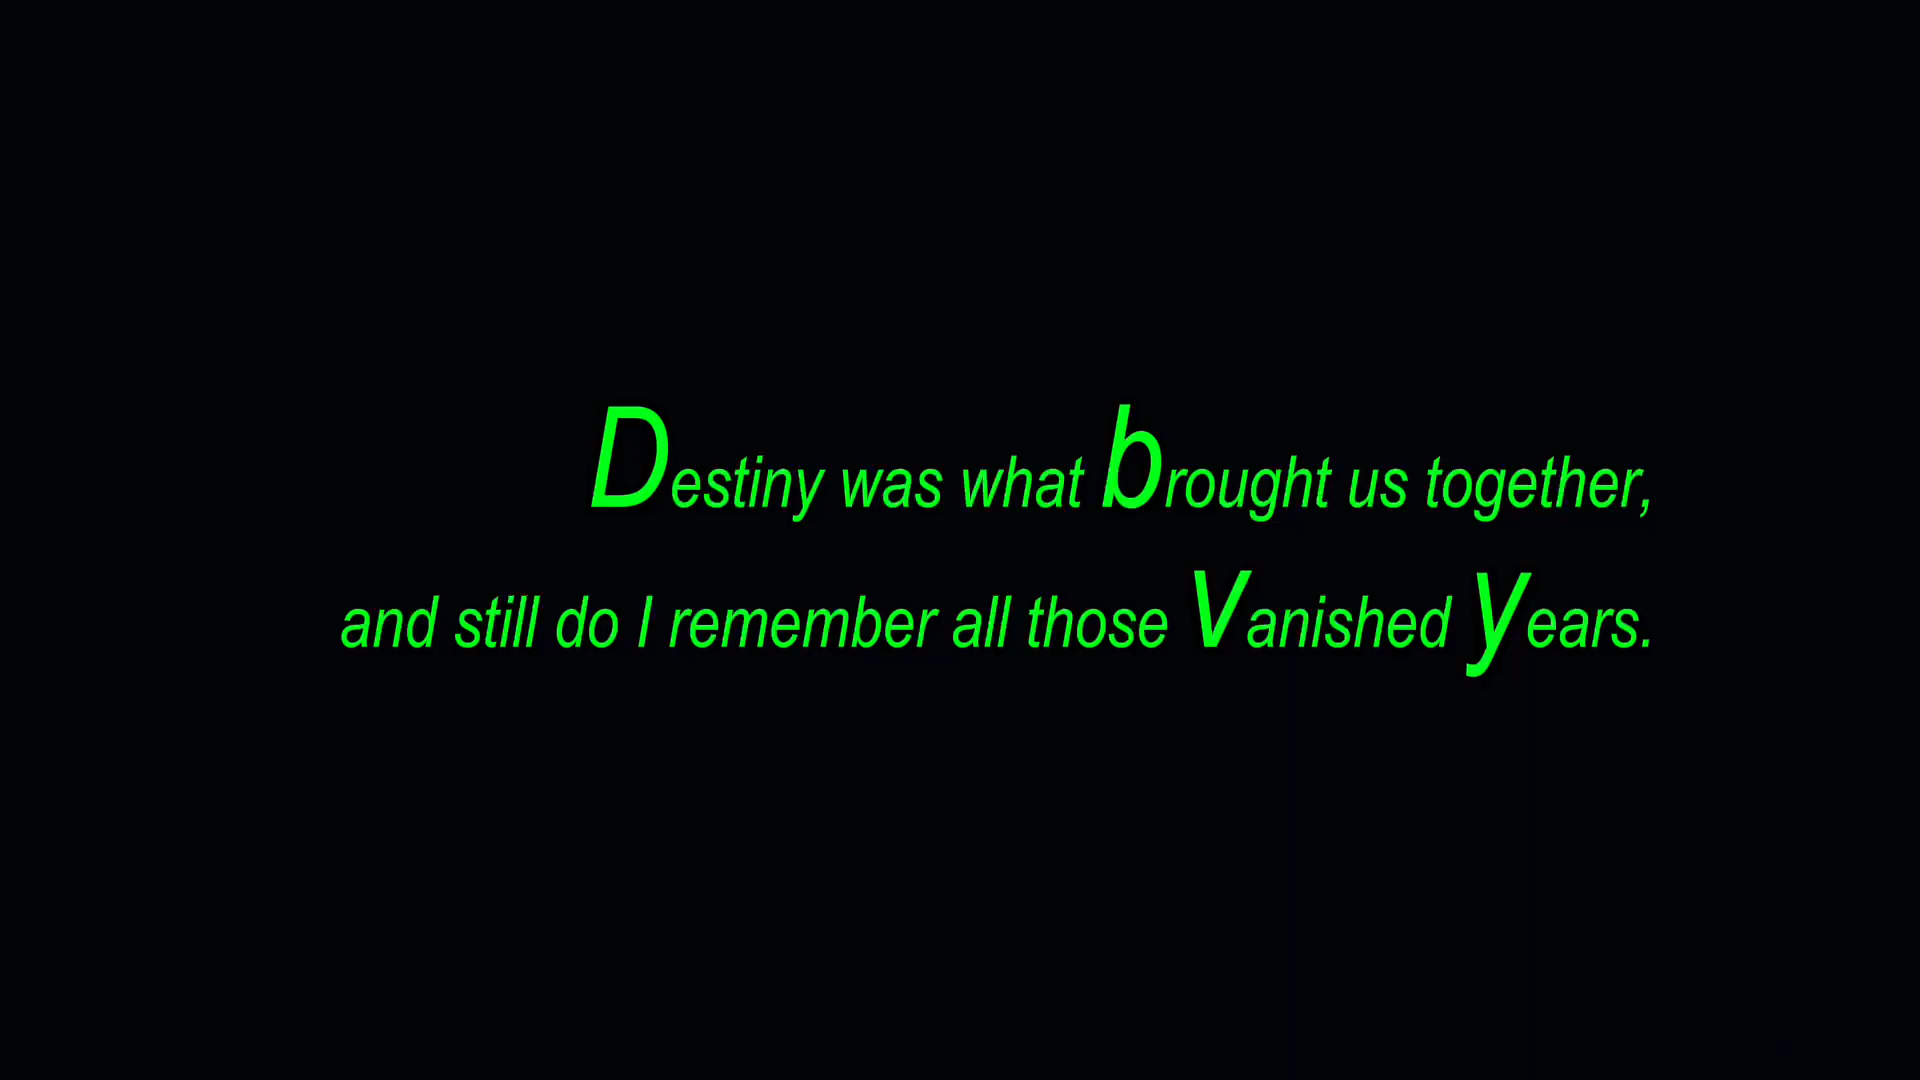 Destiny was what brought us together,
and still do I remember all those vanished years.